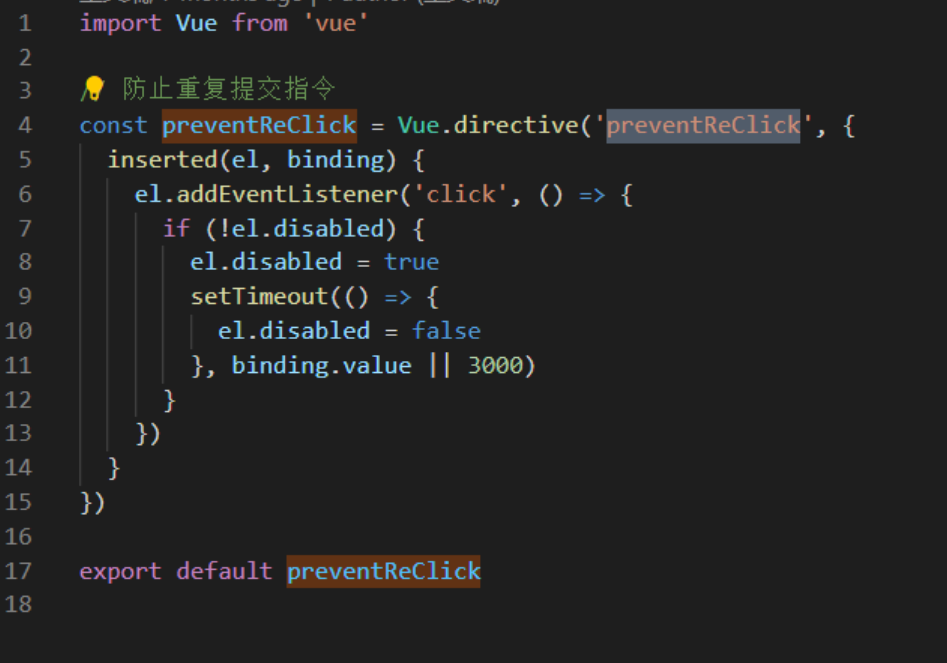 1 import Vue from 'vue'
2
3 // 防止重复提交指令
4 const preventReClick = Vue.directive('preventReClick', {
5 inserted(el, binding) {
6 el.addEventListener('click', () => {
7 if (!el.disabled) {
8 el.disabled = true
9 setTimeout(() => {
10 el.disabled = false
11 }, binding.value || 3000)
12 }
13 })
14 }
15 })
16
17 export default preventReClick
18